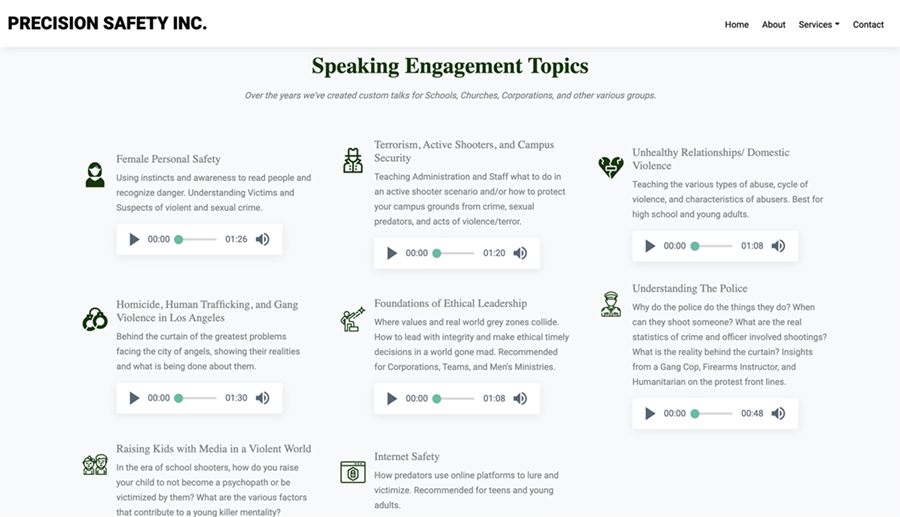 PRECISION SAFETY INC.
Home About Services Contact
Speaking Engagement Topics
Over the years we've created custom talks for Schools, Churches, Corporations, and other various groups.
Female Personal Safety
Using instincts and awareness to read people and
recognize danger. Understanding Victims and
Suspects of violent and sexual crime.
00:00 01:26
Terrorism, Active Shooters, and Campus
Security
Teaching Administration and Staff what to do in
an active shooter scenario and/or how to protect
your campus grounds from crime, sexual
predators, and acts of violence/terror.
00:00 01:20
Unhealthy Relationships/ Domestic
Violence
Teaching the various types of abuse, cycle of
violence, and characteristics of abusers. Best for
high school and young adults.
00:00 01:08
Homicide, Human Trafficking, and Gang
Violence in Los Angeles
Behind the curtain of the greatest problems
facing the city of angels, showing their realities
and what is being done about them.
00:00 01:30
Foundations of Ethical Leadership
Where values and real world grey zones collide.
How to lead with integrity and make ethical timely
decisions in a world gone mad. Recommended
for Corporations, Teams, and Men's Ministries.
00:00 01:08
Understanding The Police
Why do the police do the things they do? When
can they shoot someone? What are the real
statistics of crime and officer involved shootings?
What is the reality behind the curtain? Insights
from a Gang Cop, Firearms Instructor, and
Humanitarian on the protest front lines.
00:00 00:48
Raising Kids with Media in a Violent World
In the era of school shooters, how do you raise
your child to not become a psychopath or be
victimized by them? What are the various factors
that contribute to a young killer mentality?
Internet Safety
How predators use online platforms to lure and
victimize. Recommended for teens and young
adults.